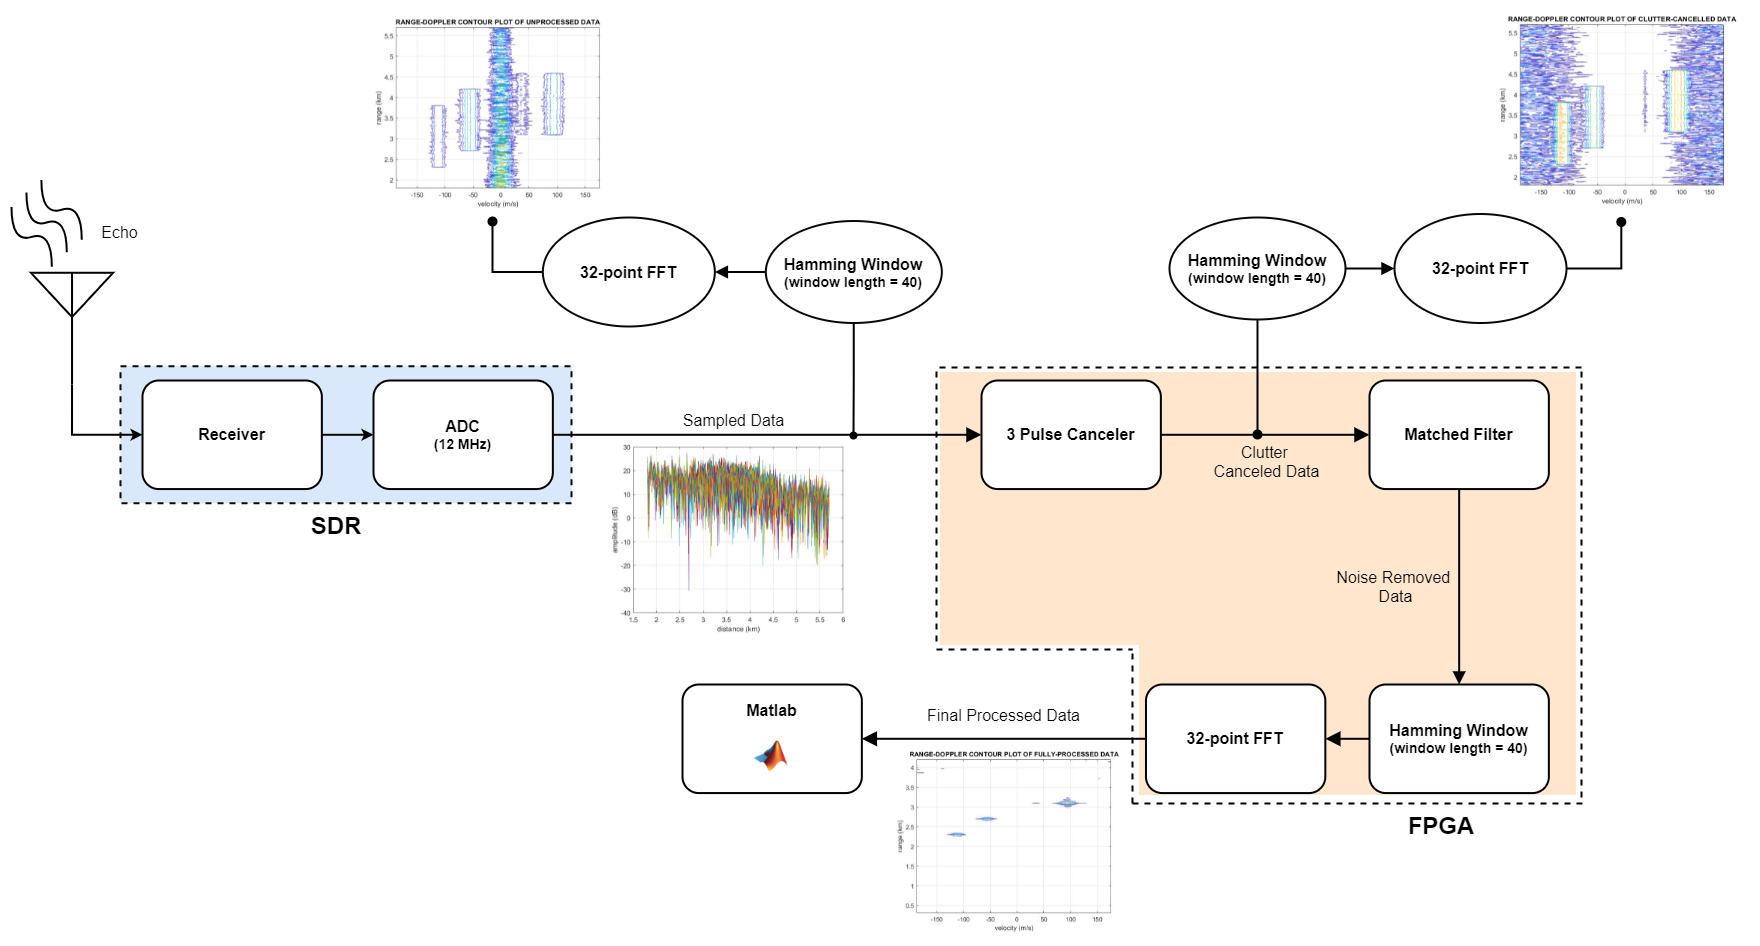 RANGE-DOPPLER CONTOUR PLOT OF UNPROCESSED DATA
5.5
5
4.5
4
3.5
3
2.5
2
range (km)
-150 -100 -50 0 50 100 150
velocity (m/s)
RANGE-DOPPLER CONTOUR PLOT OF CLUTTER-CANCELLED DATA
5.5
5
4.5
4
3.5
3
2.5
2
range (km)
-150 -100 -50 0 50 100 150
velocity (m/s)
Echo
32-point FFT
Hamming Window
(window length = 40)
Hamming Window
(window length = 40)
32-point FFT
Receiver
ADC
(12 MHz)
SDR
Sampled Data
3 Pulse Canceler
Clutter
Canceled Data
Matched Filter
30
20
10
0
-10
-20
-30
-40
amplitude (dB)
1.5 2 2.5 3 3.5 4 4.5 5 5.5 6
distance (km)
Noise Removed
Data
Matlab
Final Processed Data
32-point FFT
Hamming Window
(window length = 40)
FPGA
RANGE-DOPPLER CONTOUR PLOT OF FULLY-PROCESSED DATA
4
3.5
3
2.5
2
1.5
1
0.5
range (km)
-150 -100 -50 0 50 100 150
velocity (m/s)